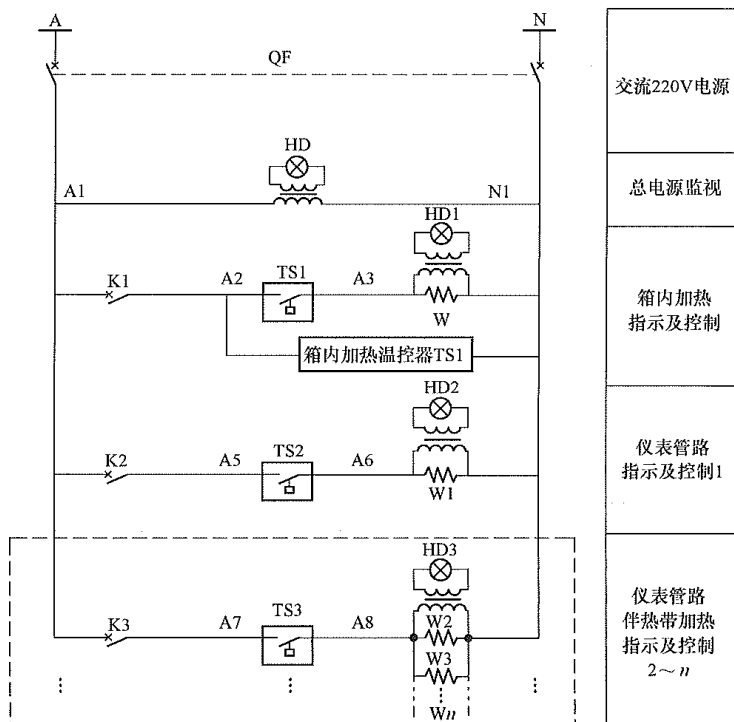 A N
QF
交流220V电源
HD
A1 N1
总电源监视
HD1
K1 A2 TS1 A3
W
箱内加热温控器TS1
箱内加热
指示及控制
HD2
K2 A5 TS2 A6
W1
仪表管路
指示及控制1
HD3
K3 A7 TS3 A8
W2
W3
⋮ ⋮ ⋮ ⋮
Wn
仪表管路
伴热带加热
指示及控制
2～n